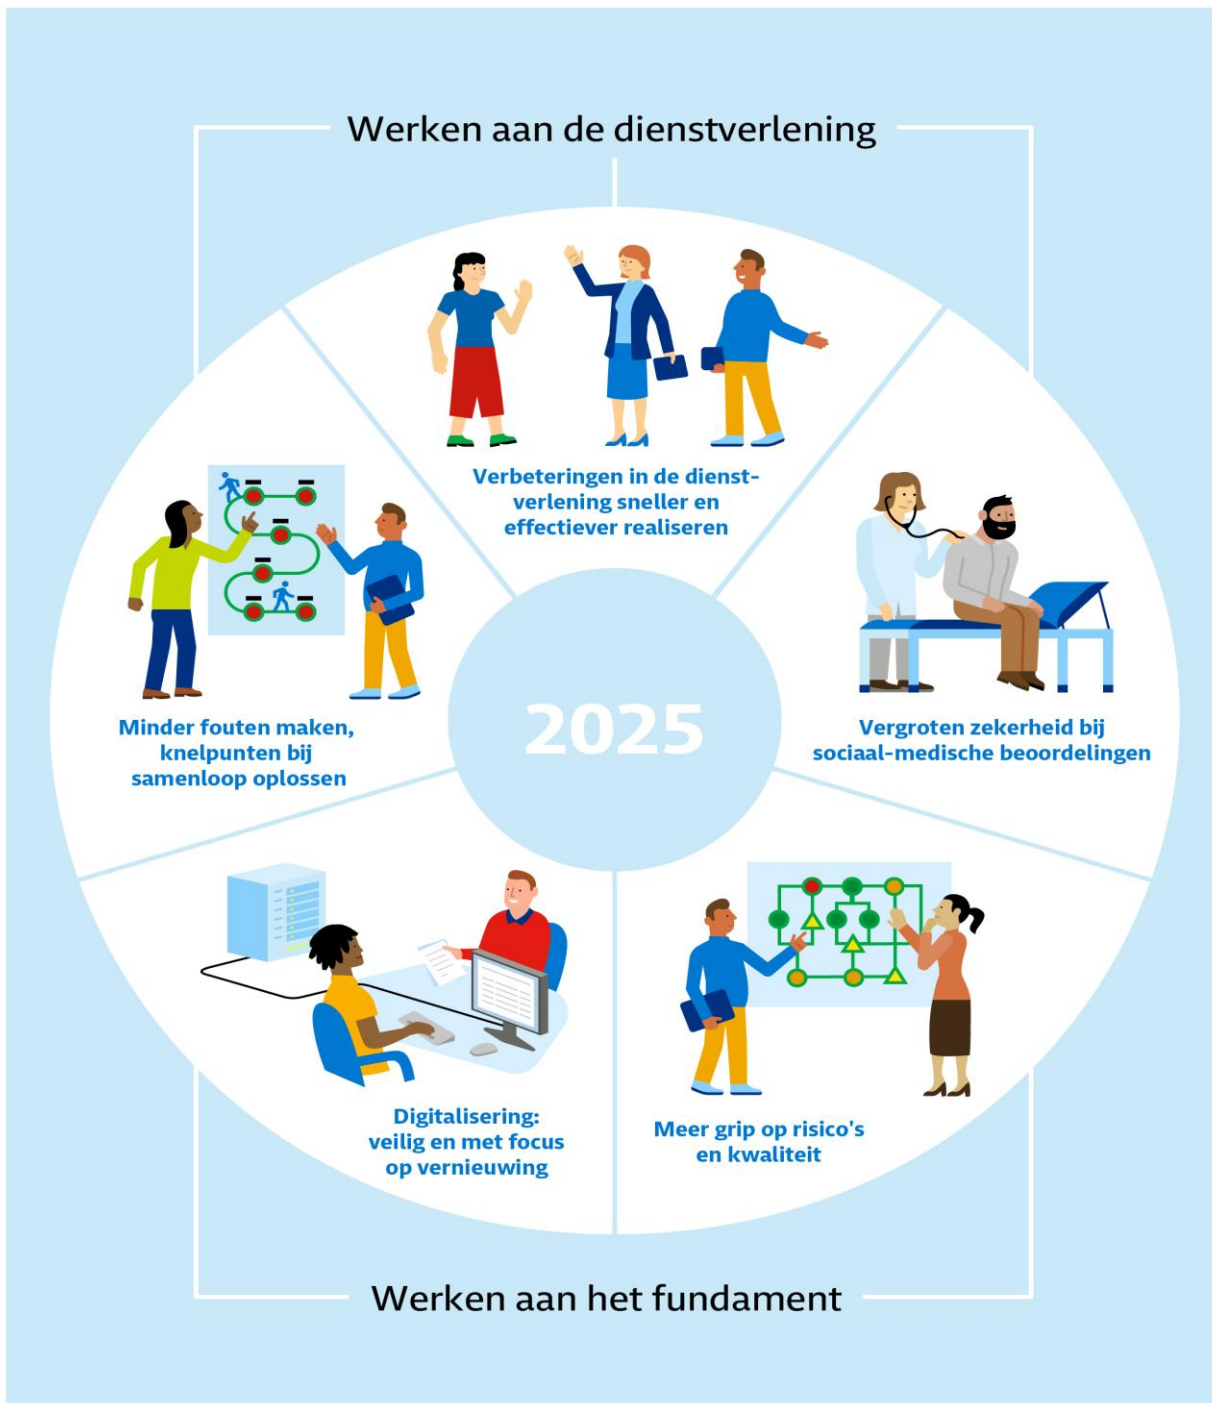 Werken aan de dienstverlening
Verbeteringen in de dienst-
verlening sneller en
effectiever realiseren
Minder fouten maken,
knelpunten bij
samenloop oplossen
2025
Vergroten zekerheid bij
sociaal-medische beoordelingen
Digitalisering:
veilig en met focus
op vernieuwing
Meer grip op risico's
en kwaliteit
Werken aan het fundament